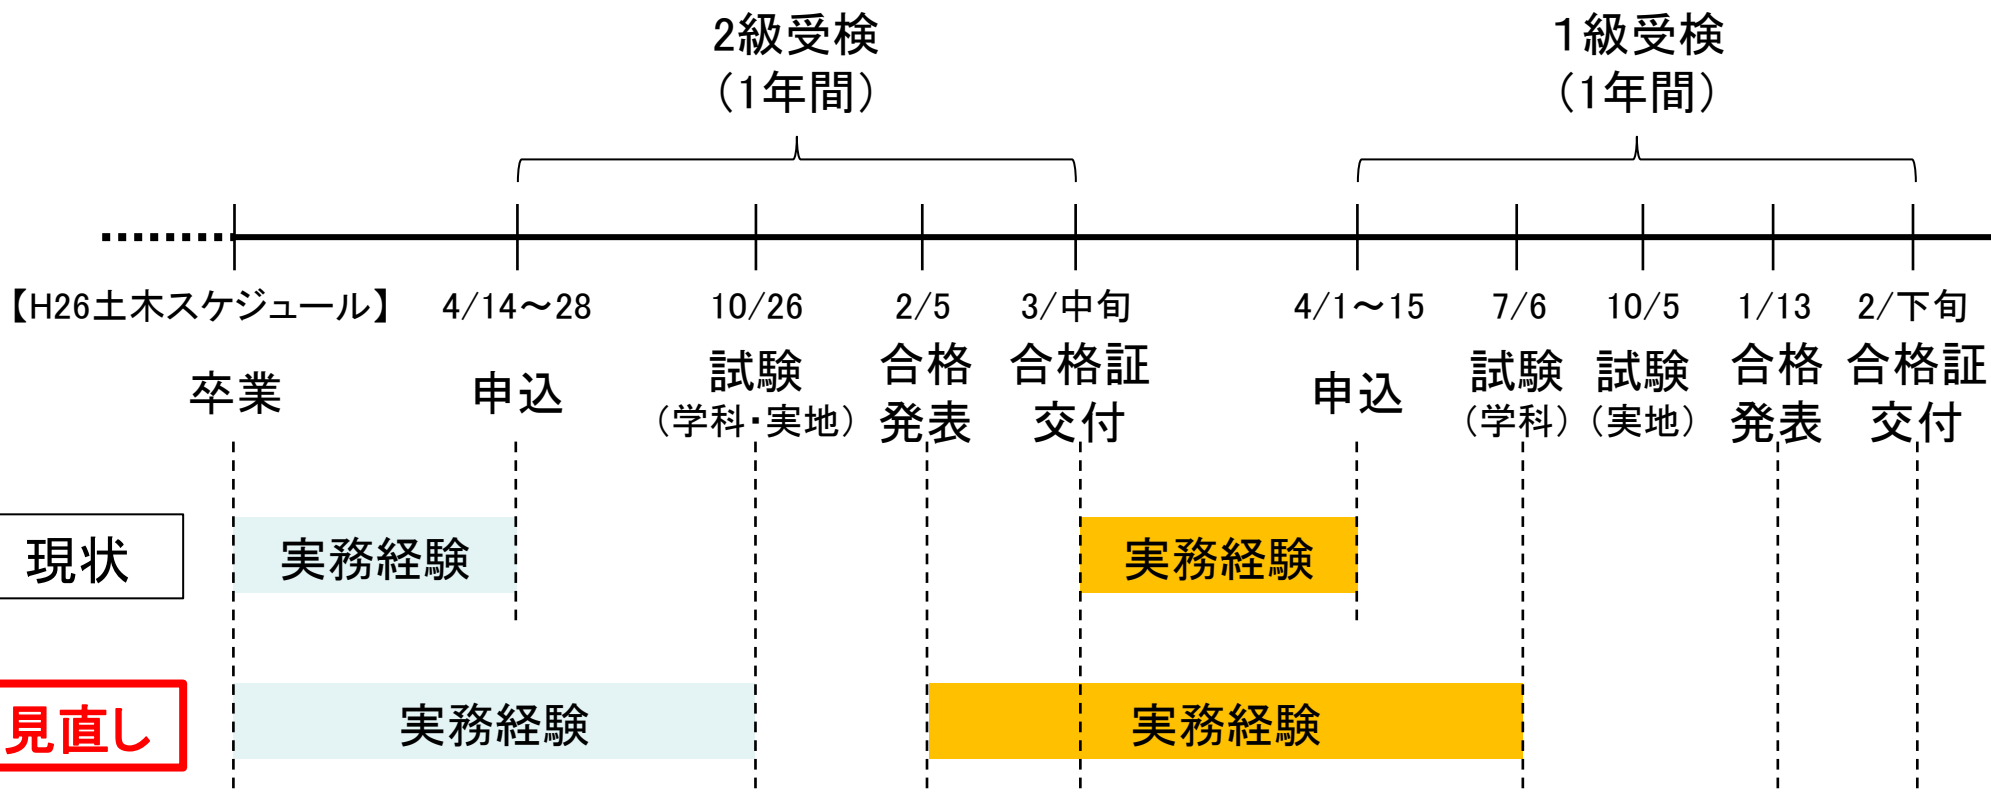 2級受検
（1年間）
1級受検
（1年間）
【H26土木スケジュール】
4/14～28
10/26
2/5
3/中旬
4/1～15
7/6
10/5
1/13
2/下旬
卒業
申込
試験
（学科・実地）
合格
発表
合格証
交付
申込
試験
（学科）
試験
（実地）
合格
発表
合格証
交付
現状
実務経験
実務経験
見直し
実務経験
実務経験